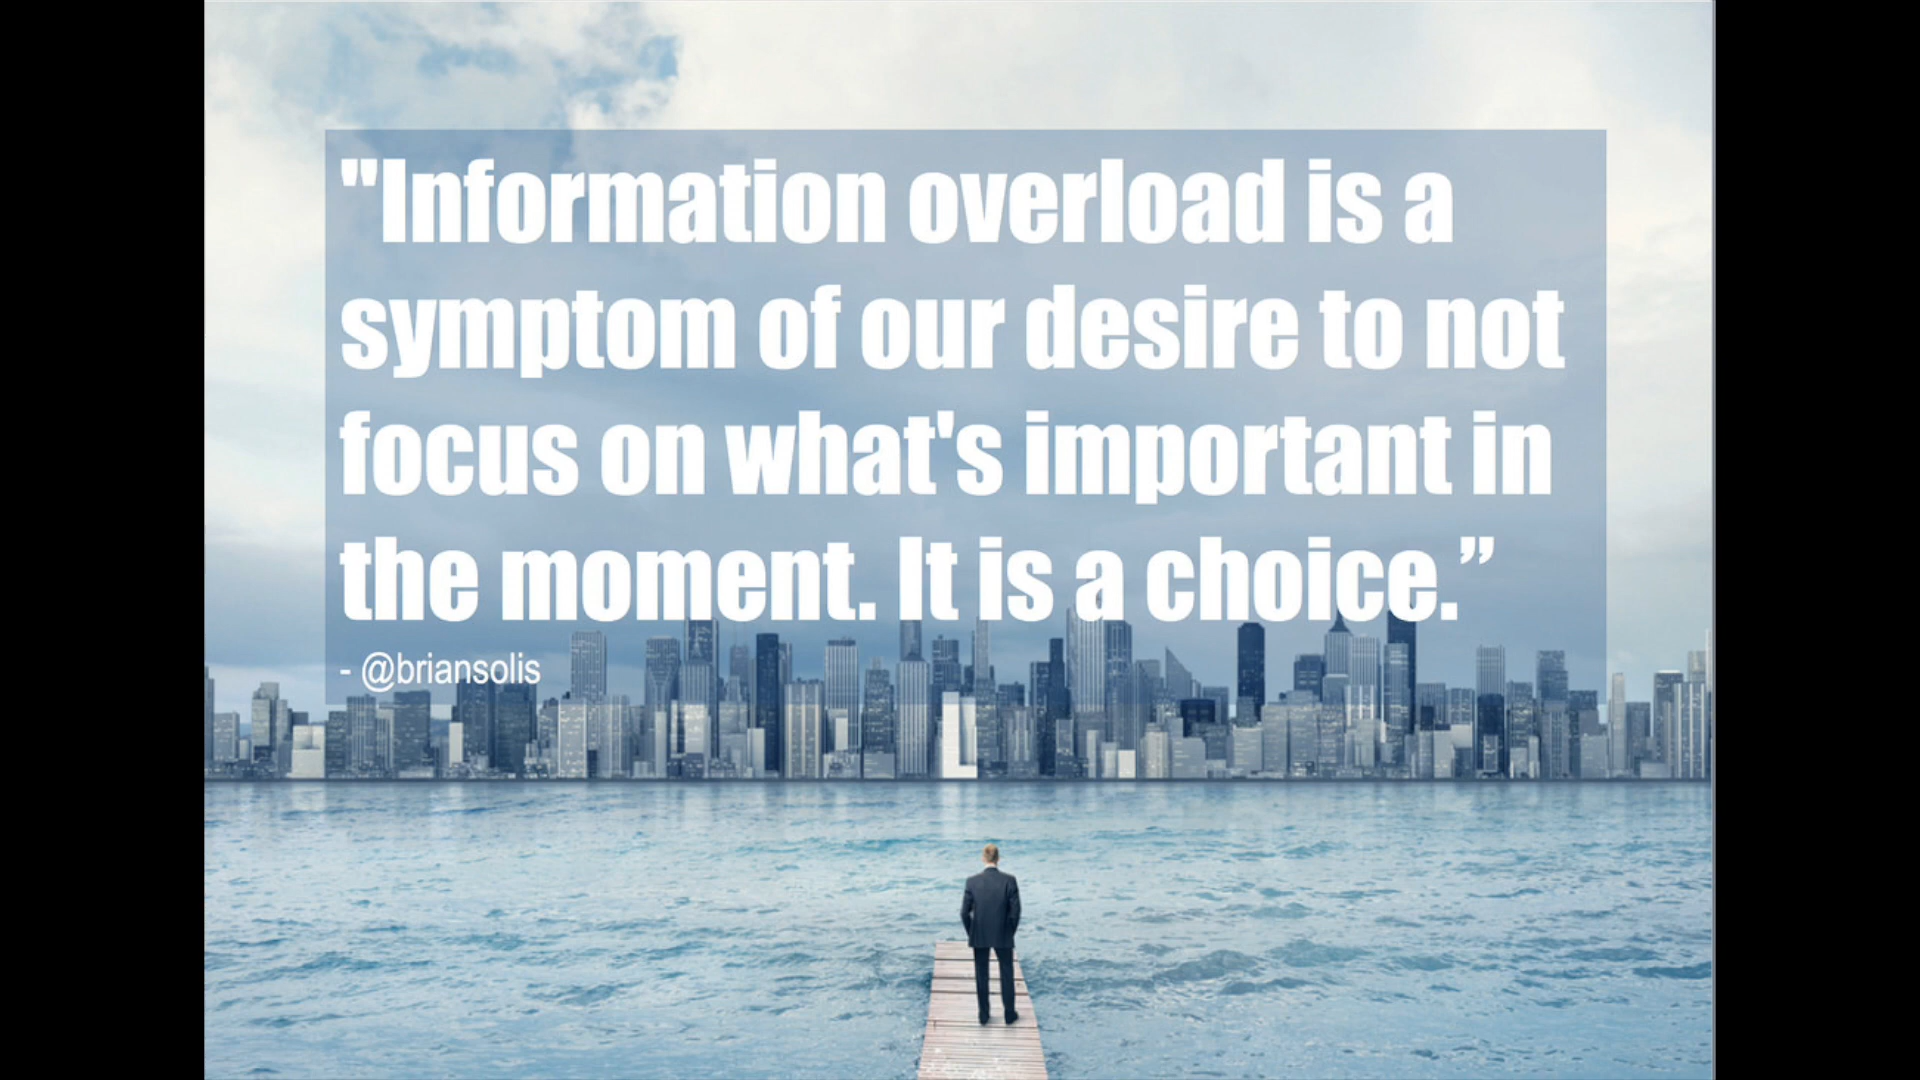 "Information overload is a
symptom of our desire to not
focus on what's important in
the moment. It is a choice.”
- @briansolis